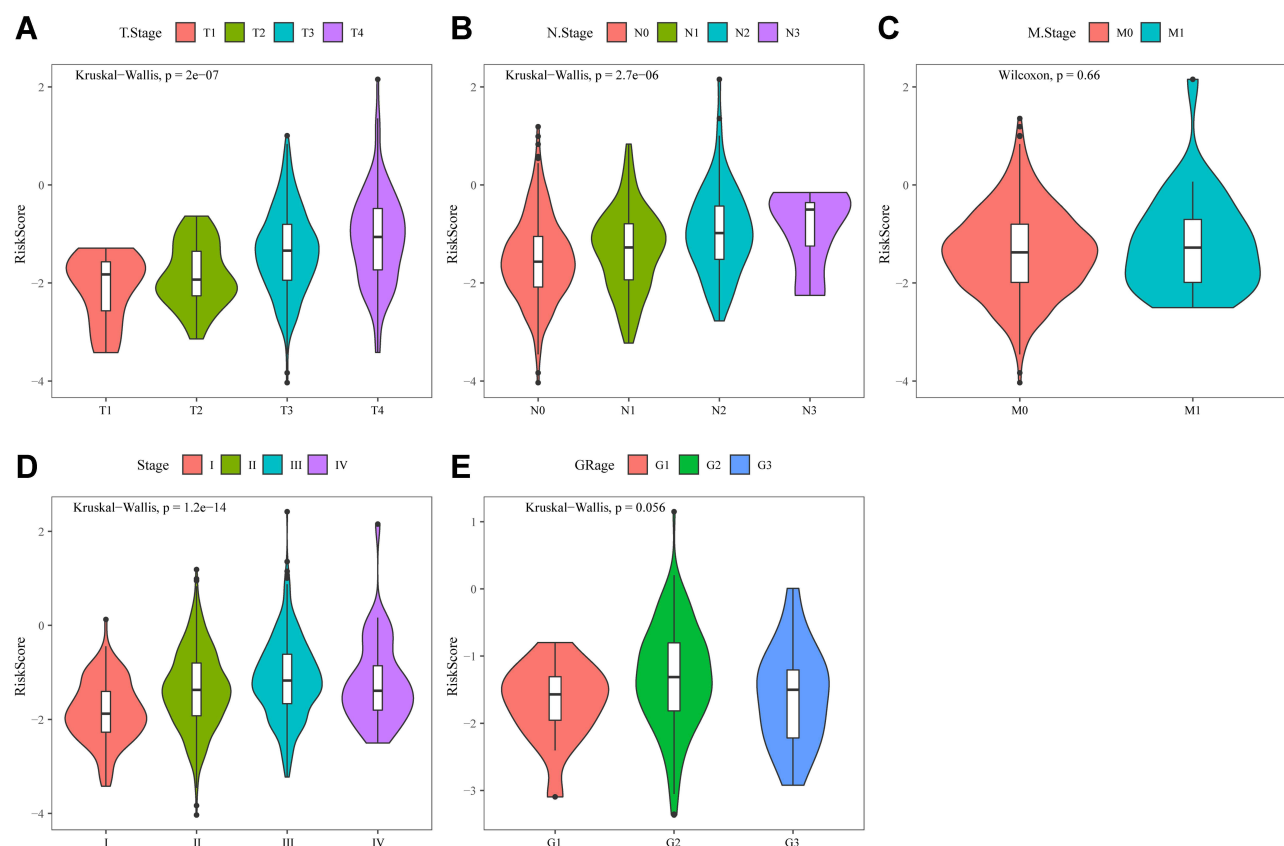 A T.Stage T1 T2 T3 T4
Kruskal−Wallis, p = 2e−07
RiskScore
2
0
−2
−4
T1 T2 T3 T4
B N.Stage N0 N1 N2 N3
Kruskal−Wallis, p = 2.7e−06
RiskScore
2
0
−2
−4
N0 N1 N2 N3
C M.Stage M0 M1
Wilcoxon, p = 0.66
RiskScore
2
0
−2
−4
M0 M1
D Stage I II III IV
Kruskal−Wallis, p = 1.2e−14
RiskScore
2
0
−2
−4
I II III IV
E GRage G1 G2 G3
Kruskal−Wallis, p = 0.056
RiskScore
1
0
−1
−2
−3
G1 G2 G3